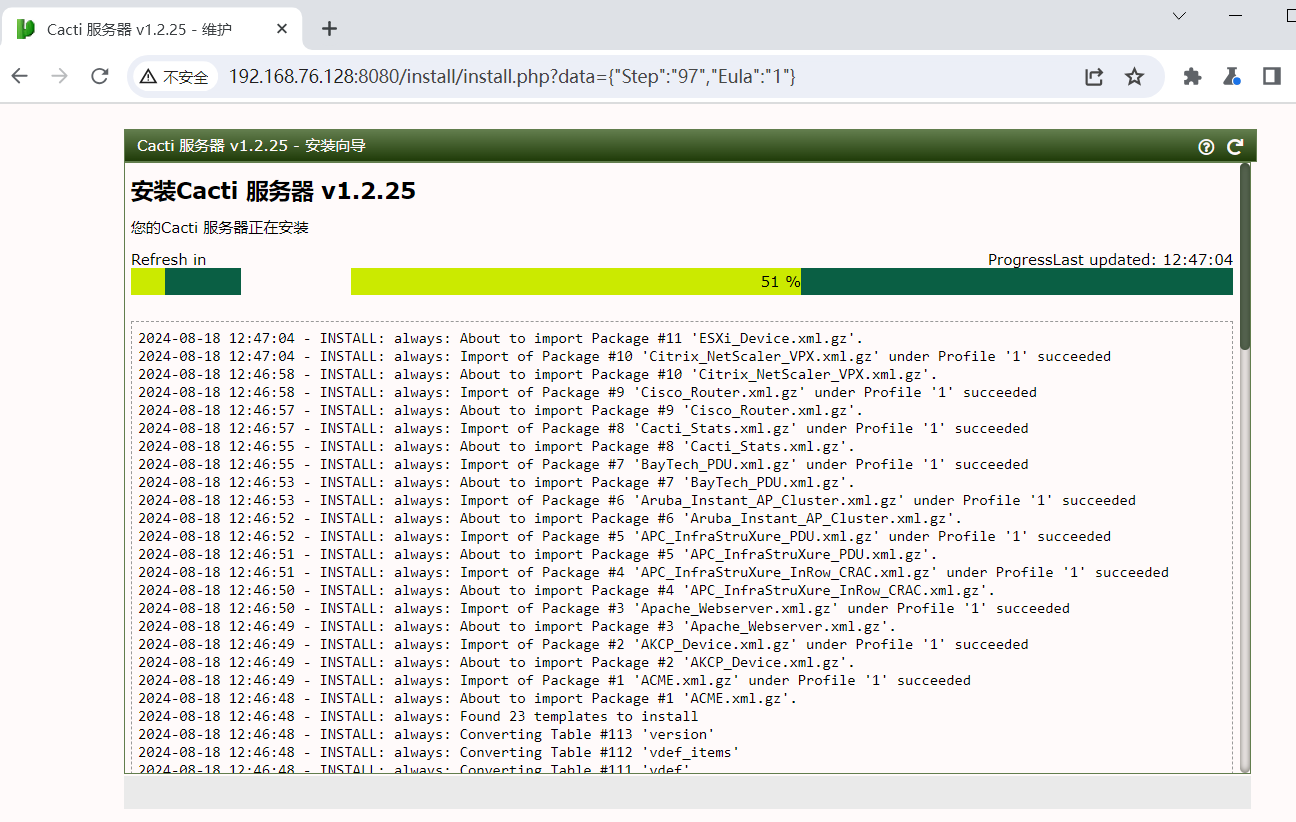 Cacti 服务器 v1.2.25 - 维护
不安全 192.168.76.128:8080/install/install.php?data={"Step":"97","Eula":"1"}
Cacti 服务器 v1.2.25 - 安装向导
安装Cacti 服务器 v1.2.25
您的Cacti 服务器正在安装
Refresh in ProgressLast updated: 12:47:04
51 %
2024-08-18 12:47:04 - INSTALL: always: About to import Package #11 'ESXi_Device.xml.gz'.
2024-08-18 12:47:04 - INSTALL: always: Import of Package #10 'Citrix_NetScaler_VPX.xml.gz' under Profile '1' succeeded
2024-08-18 12:46:58 - INSTALL: always: About to import Package #10 'Citrix_NetScaler_VPX.xml.gz'.
2024-08-18 12:46:58 - INSTALL: always: Import of Package #9 'Cisco_Router.xml.gz' under Profile '1' succeeded
2024-08-18 12:46:57 - INSTALL: always: About to import Package #9 'Cisco_Router.xml.gz'.
2024-08-18 12:46:57 - INSTALL: always: Import of Package #8 'Cacti_Stats.xml.gz' under Profile '1' succeeded
2024-08-18 12:46:55 - INSTALL: always: About to import Package #8 'Cacti_Stats.xml.gz'.
2024-08-18 12:46:55 - INSTALL: always: Import of Package #7 'BayTech_PDU.xml.gz' under Profile '1' succeeded
2024-08-18 12:46:53 - INSTALL: always: About to import Package #7 'BayTech_PDU.xml.gz'.
2024-08-18 12:46:53 - INSTALL: always: Import of Package #6 'Aruba_Instant_AP_Cluster.xml.gz' under Profile '1' succeeded
2024-08-18 12:46:52 - INSTALL: always: About to import Package #6 'Aruba_Instant_AP_Cluster.xml.gz'.
2024-08-18 12:46:52 - INSTALL: always: Import of Package #5 'APC_InfraStruXure_PDU.xml.gz' under Profile '1' succeeded
2024-08-18 12:46:51 - INSTALL: always: About to import Package #5 'APC_InfraStruXure_PDU.xml.gz'.
2024-08-18 12:46:51 - INSTALL: always: Import of Package #4 'APC_InfraStruXure_InRow_CRAC.xml.gz' under Profile '1' succeeded
2024-08-18 12:46:50 - INSTALL: always: About to import Package #4 'APC_InfraStruXure_InRow_CRAC.xml.gz'.
2024-08-18 12:46:50 - INSTALL: always: Import of Package #3 'Apache_Webserver.xml.gz' under Profile '1' succeeded
2024-08-18 12:46:49 - INSTALL: always: About to import Package #3 'Apache_Webserver.xml.gz'.
2024-08-18 12:46:49 - INSTALL: always: Import of Package #2 'AKCP_Device.xml.gz' under Profile '1' succeeded
2024-08-18 12:46:49 - INSTALL: always: About to import Package #2 'AKCP_Device.xml.gz'.
2024-08-18 12:46:49 - INSTALL: always: Import of Package #1 'ACME.xml.gz' under Profile '1' succeeded
2024-08-18 12:46:48 - INSTALL: always: About to import Package #1 'ACME.xml.gz'.
2024-08-18 12:46:48 - INSTALL: always: Found 23 templates to install
2024-08-18 12:46:48 - INSTALL: always: Converting Table #113 'version'
2024-08-18 12:46:48 - INSTALL: always: Converting Table #112 'vdef_items'
2024-08-18 12:46:48 - INSTALL: always: Converting Table #111 'vdef'